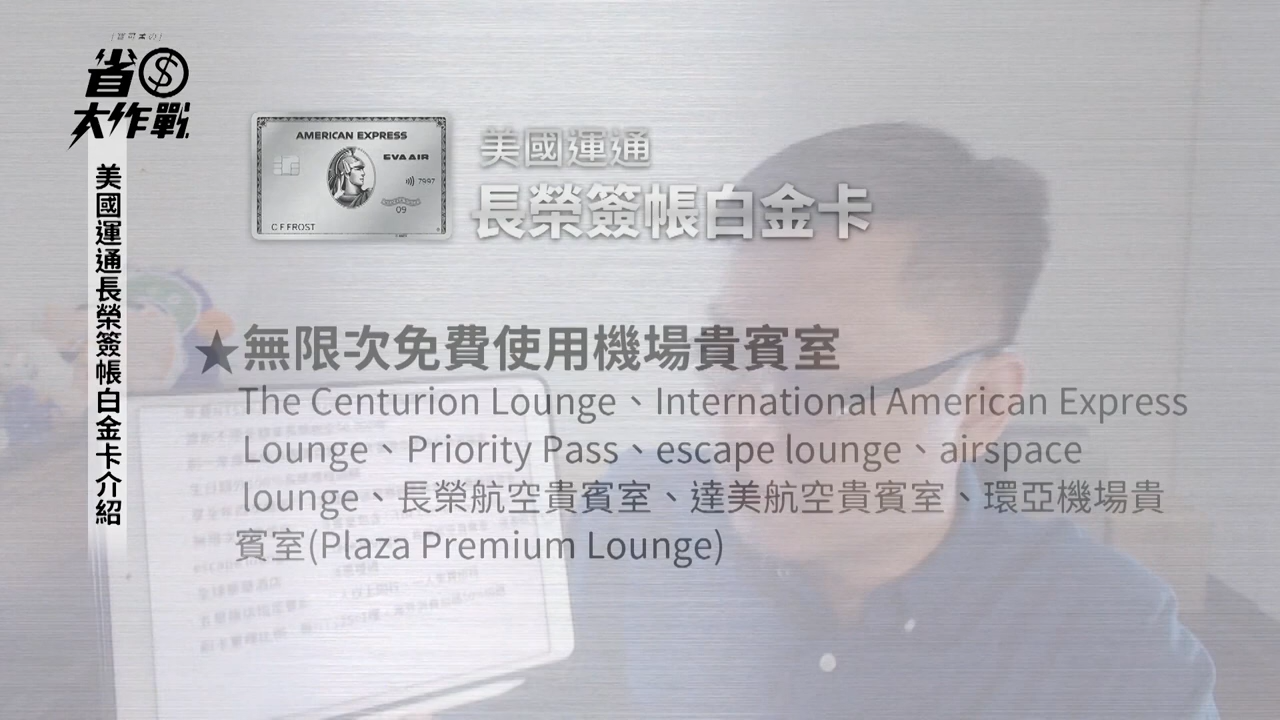 省$
大作戰
美國運通長榮簽帳白金卡介紹
AMERICAN EXPRESS
EVA AIR
7997
09
C F FROST
美國運通
長榮簽帳白金卡
★無限次免費使用機場貴賓室
The Centurion Lounge、International American Express
Lounge、Priority Pass、escape lounge、airspace
lounge、長榮航空貴賓室、達美航空貴賓室、環亞機場貴
賓室(Plaza Premium Lounge)